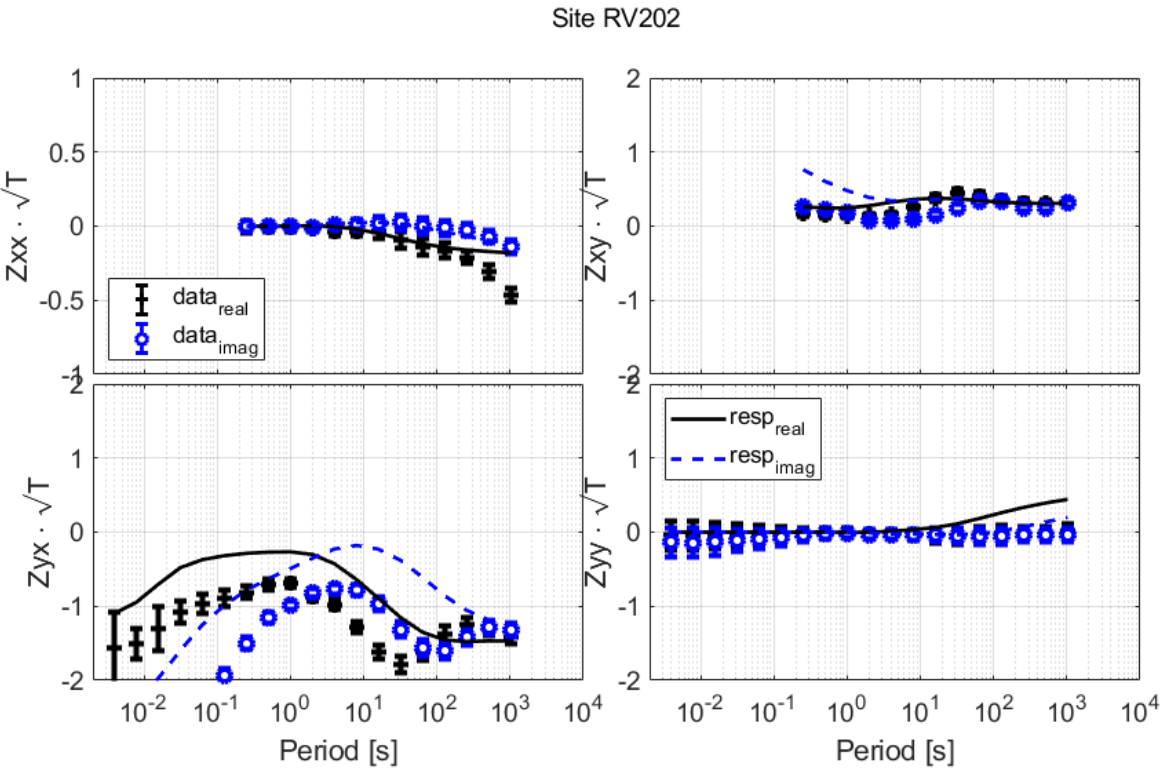 Site RV202
Zxx · √T
1
0.5
0
-0.5
-1
data_real
data_imag
Zxy · √T
2
1
0
-1
-2
Zyx · √T
2
1
0
-1
-2
10^-2 10^-1 10^0 10^1 10^2 10^3 10^4
Period [s]
Zyy · √T
2
1
0
-1
-2
resp_real
resp_imag
10^-2 10^-1 10^0 10^1 10^2 10^3 10^4
Period [s]